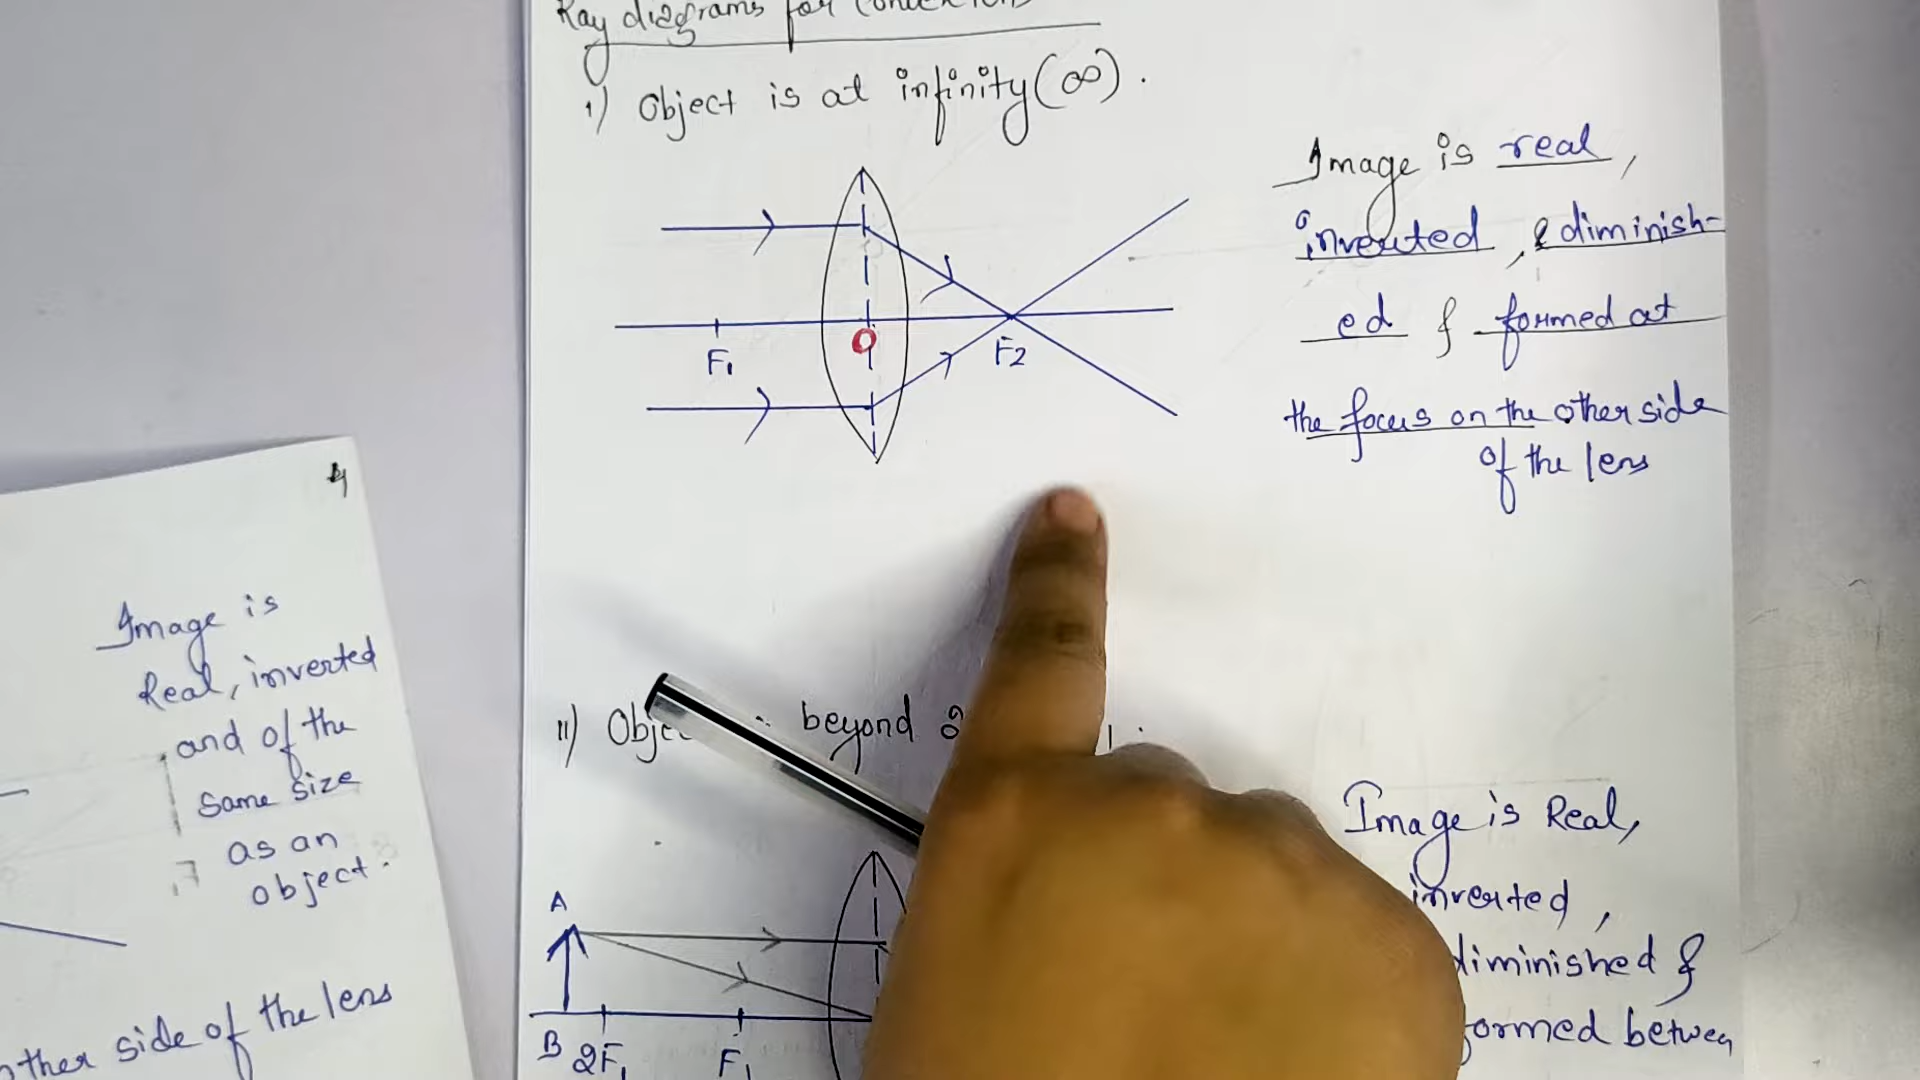 Ray diagrams for
i) Object is at infinity (∞).
Image is real,
inverted, & diminish-
ed & formed at
the focus on the other side
of the lens
F1
O
F2
4
Image is
Real, inverted
and of the
same size
as an
object.
other side of the lens
ii) beyond
Image is Real,
inverted,
diminished &
formed between
A
B 2F1 F1